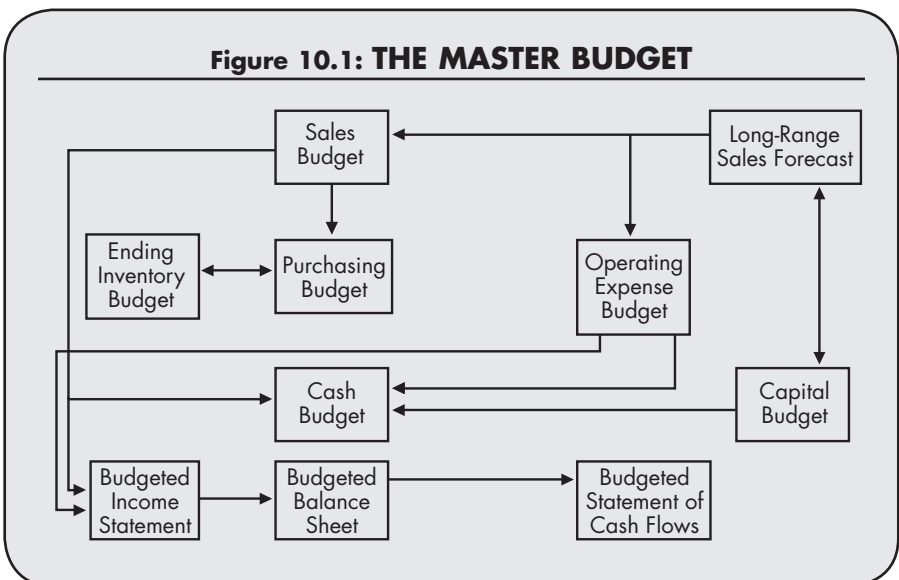 Figure 10.1: THE MASTER BUDGET
Sales
Budget
Long-Range
Sales Forecast
Ending
Inventory
Budget
Purchasing
Budget
Operating
Expense
Budget
Cash
Budget
Capital
Budget
Budgeted
Income
Statement
Budgeted
Balance
Sheet
Budgeted
Statement of
Cash Flows